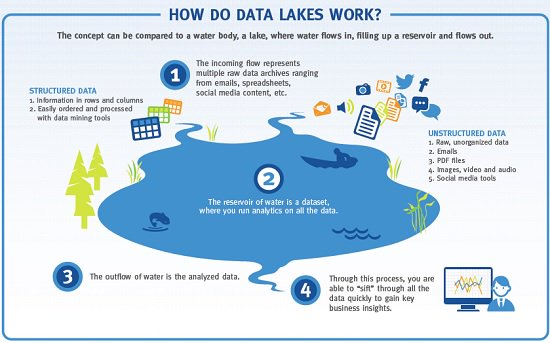 HOW DO DATA LAKES WORK?
The concept can be compared to a water body, a lake, where water flows in, filling up a reservoir and flows out.
1
The incoming flow represents
multiple raw data archives ranging
from emails, spreadsheets,
social media content, etc.
STRUCTURED DATA
1. Information in rows and columns
2. Easily ordered and processed
with data mining tools
UNSTRUCTURED DATA
1. Raw, unorganized data
2. Emails
3. PDF files
4. Images, video and audio
5. Social media tools
2
The reservoir of water is a dataset,
where you run analytics on all the data.
3
The outflow of water is the analyzed data.
4
Through this process, you are
able to “sift” through all the
data quickly to gain key
business insights.